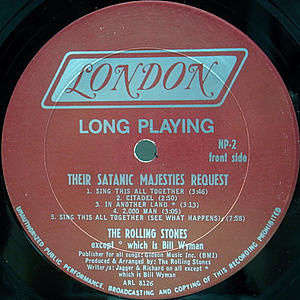 LONDON
LONG PLAYING
NP-2
front side
THEIR SATANIC MAJESTIES REQUEST
1. SING THIS ALL TOGETHER (3:46)
2. CITADEL (2:50)
3. IN ANOTHER LAND * (3:13)
4. 2,000 MAN (3:05)
5. SING THIS ALL TOGETHER (SEE WHAT HAPPENS) (7:58)
THE ROLLING STONES
except * which is Bill Wyman
Publisher for all songs: Gideon Music Inc. (BMI)
Produced & Arranged by: The Rolling Stones
Writer/s: Jagger & Richard on all except *
which is Bill Wyman
ARL 8126
UNAUTHORIZED PUBLIC PERFORMANCE, BROADCASTING AND COPYING OF THIS RECORD PROHIBITED